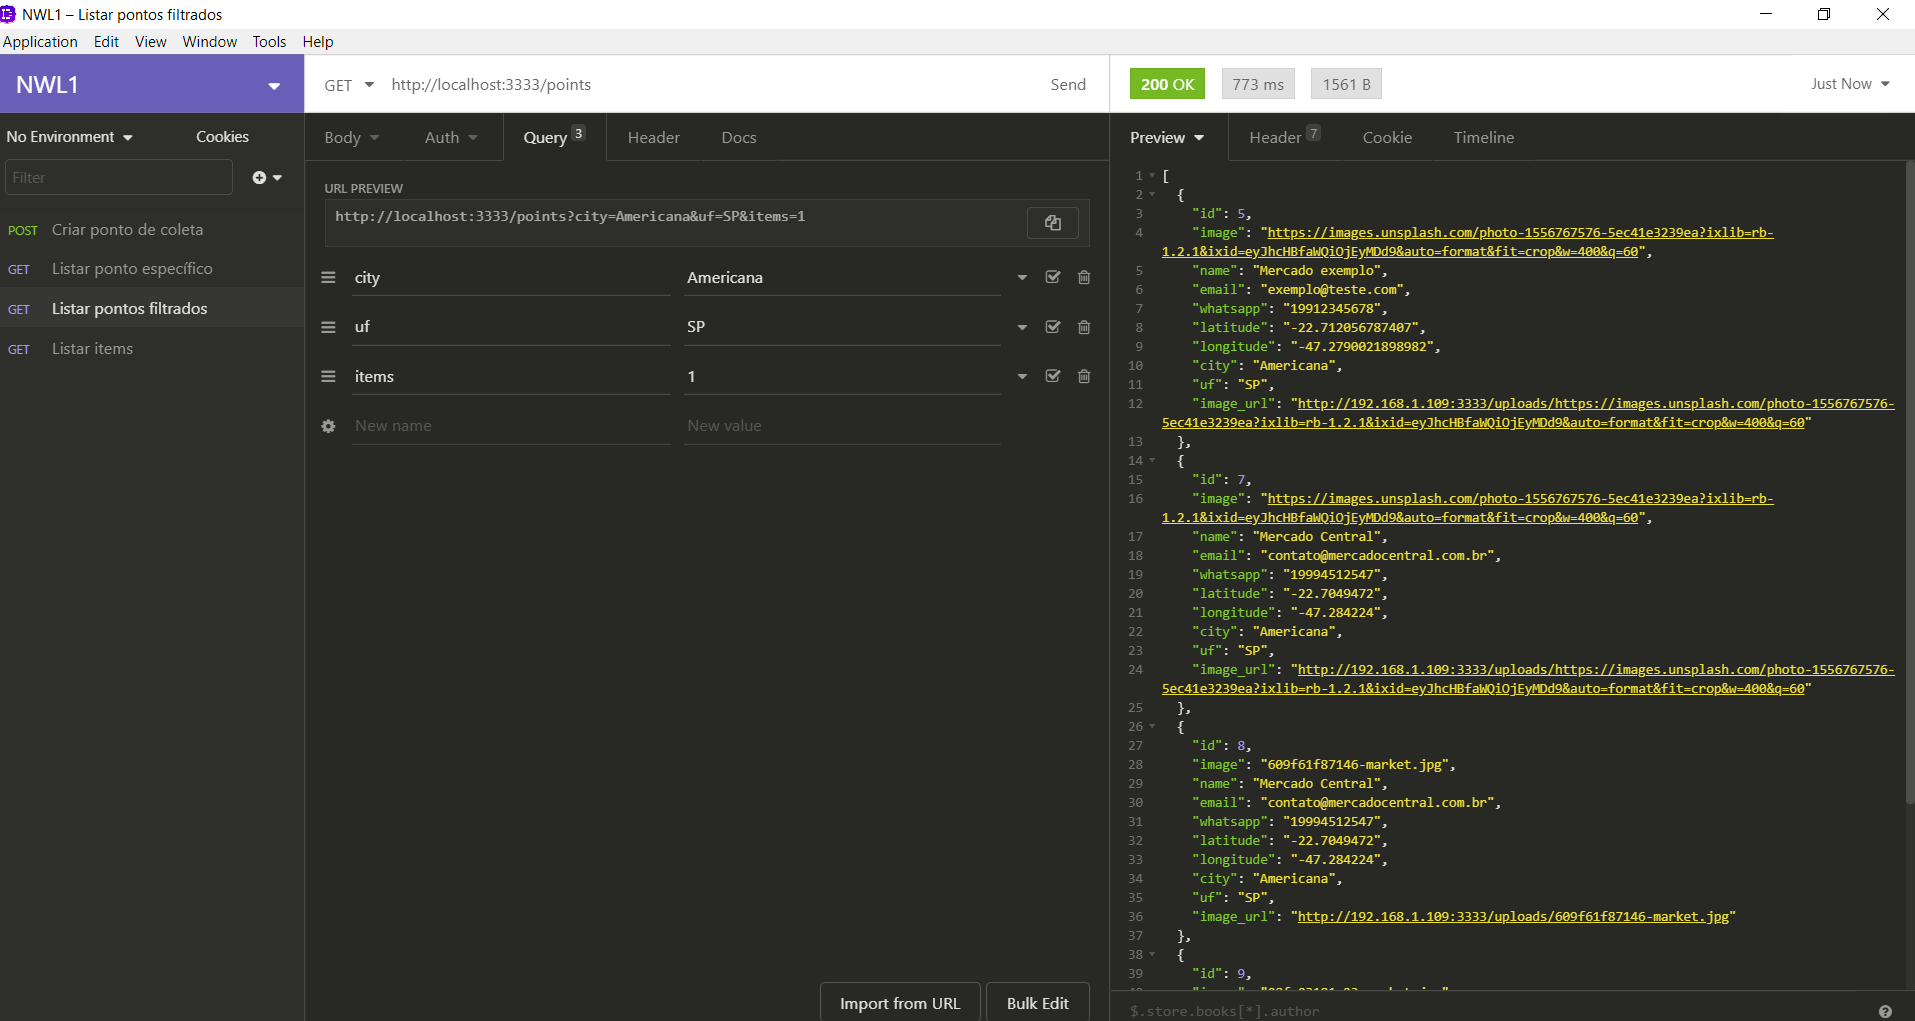 NWL1 – Listar pontos filtrados
Application Edit View Window Tools Help
NWL1
GET http://localhost:3333/points Send
200 OK 773 ms 1561 B Just Now
No Environment Cookies
Filter
POST Criar ponto de coleta
GET Listar ponto específico
GET Listar pontos filtrados
GET Listar items
Body Auth Query 3 Header Docs
URL PREVIEW
http://localhost:3333/points?city=Americana&uf=SP&items=1
city Americana
uf SP
items 1
New name New value
Import from URL Bulk Edit
Preview Header 7 Cookie Timeline
1 [
2 {
3 "id": 5,
4 "image": "https://images.unsplash.com/photo-1556767576-5ec41e3239ea?ixlib=rb-
1.2.1&ixid=eyJhcHBfaWQiOjEyMDd9&auto=format&fit=crop&w=400&q=60",
5 "name": "Mercado exemplo",
6 "email": "exemplo@teste.com",
7 "whatsapp": "19912345678",
8 "latitude": "-22.712056787407",
9 "longitude": "-47.2790021898982",
10 "city": "Americana",
11 "uf": "SP",
12 "image_url": "http://192.168.1.109:3333/uploads/https://images.unsplash.com/photo-1556767576-
5ec41e3239ea?ixlib=rb-1.2.1&ixid=eyJhcHBfaWQiOjEyMDd9&auto=format&fit=crop&w=400&q=60"
13 },
14 {
15 "id": 7,
16 "image": "https://images.unsplash.com/photo-1556767576-5ec41e3239ea?ixlib=rb-
1.2.1&ixid=eyJhcHBfaWQiOjEyMDd9&auto=format&fit=crop&w=400&q=60",
17 "name": "Mercado Central",
18 "email": "contato@mercadocentral.com.br",
19 "whatsapp": "19994512547",
20 "latitude": "-22.7049472",
21 "longitude": "-47.284224",
22 "city": "Americana",
23 "uf": "SP",
24 "image_url": "http://192.168.1.109:3333/uploads/https://images.unsplash.com/photo-1556767576-
5ec41e3239ea?ixlib=rb-1.2.1&ixid=eyJhcHBfaWQiOjEyMDd9&auto=format&fit=crop&w=400&q=60"
25 },
26 {
27 "id": 8,
28 "image": "609f61f87146-market.jpg",
29 "name": "Mercado Central",
30 "email": "contato@mercadocentral.com.br",
31 "whatsapp": "19994512547",
32 "latitude": "-22.7049472",
33 "longitude": "-47.284224",
34 "city": "Americana",
35 "uf": "SP",
36 "image_url": "http://192.168.1.109:3333/uploads/609f61f87146-market.jpg"
37 },
38 {
39 "id": 9,
$.store.books[*].author